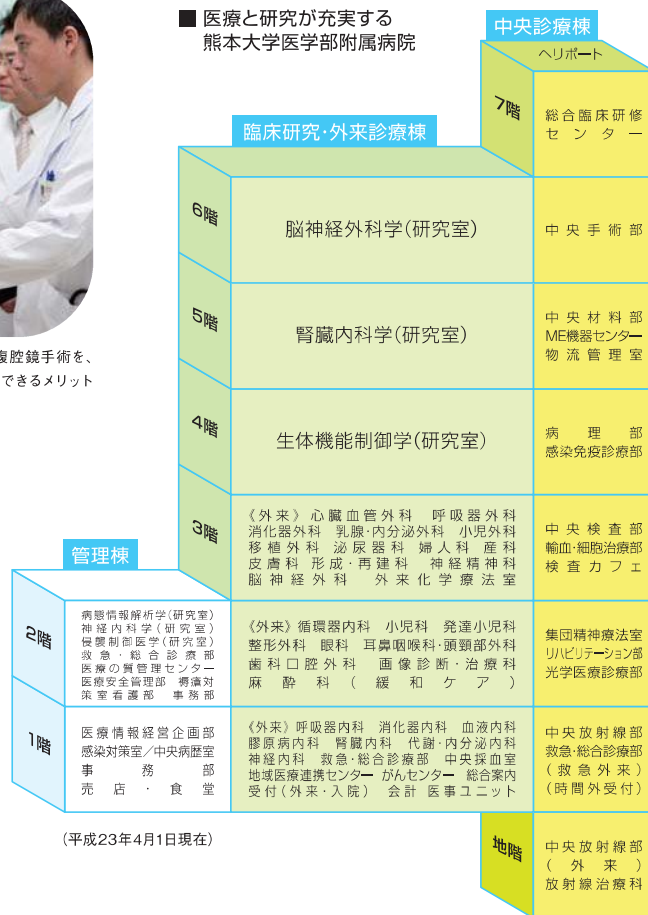 ■ 医療と研究が充実する
熊本大学医学部附属病院
腹腔鏡手術を、
できるメリット
中央診療棟
ヘリポート
7階
総合臨床研修
センター
臨床研究・外来診療棟
6階
脳神経外科学(研究室)
中央手術部
5階
腎臓内科学(研究室)
中央材料部
ME機器センター
物流管理室
4階
生体機能制御学(研究室)
病理部
感染免疫診療部
3階
《外来》心臓血管外科 呼吸器外科
消化器外科 乳腺・内分泌外科 小児外科
移植外科 泌尿器科 婦人科 産科
皮膚科 形成・再建科 神経精神科
脳神経外科 外来化学療法室
中央検査部
輸血・細胞治療部
検査カフェ
管理棟
2階
病態情報解析学(研究室)
神経内科学(研究室)
侵襲制御医学(研究室)
救急・総合診療部
医療の質管理センター
医療安全管理部 褥瘡対
策室看護部 事務部
《外来》循環器内科 小児科 発達小児科
整形外科 眼科 耳鼻咽喉科・頭頸部外科
歯科口腔外科 画像診断・治療科
麻酔科(緩和ケア)
集団精神療法室
リハビリテーション部
光学医療診療部
1階
医療情報経営企画部
感染対策室/中央病歴室
事務部
売店・食堂
《外来》呼吸器内科 消化器内科 血液内科
膠原病内科 腎臓内科 代謝・内分泌内科
神経内科 救急・総合診療部 中央採血室
地域医療連携センター がんセンター 総合案内
受付(外来・入院) 会計 医事ユニット
中央放射線部
救急・総合診療部
(救急外来)
(時間外受付)
(平成23年4月1日現在)
地階
中央放射線部
(外来)
放射線治療科